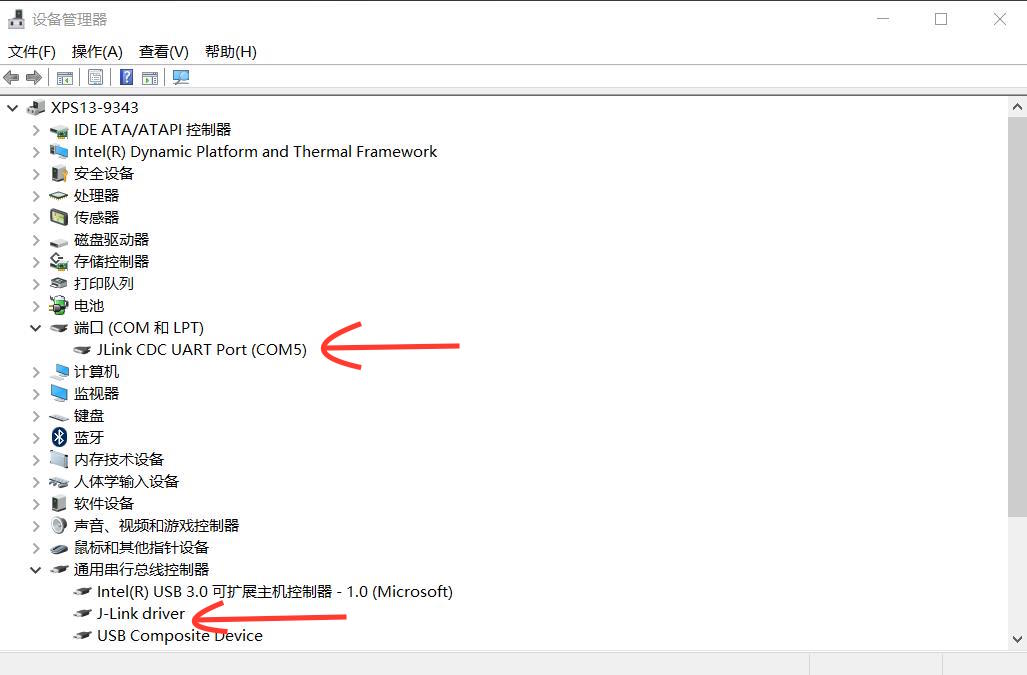 设备管理器
文件(F) 操作(A) 查看(V) 帮助(H)
XPS13-9343
IDE ATA/ATAPI 控制器
Intel(R) Dynamic Platform and Thermal Framework
安全设备
处理器
传感器
磁盘驱动器
存储控制器
打印队列
电池
端口 (COM 和 LPT)
JLink CDC UART Port (COM5)
计算机
监视器
键盘
蓝牙
内存技术设备
人体学输入设备
软件设备
声音、视频和游戏控制器
鼠标和其他指针设备
通用串行总线控制器
Intel(R) USB 3.0 可扩展主机控制器 - 1.0 (Microsoft)
J-Link driver
USB Composite Device